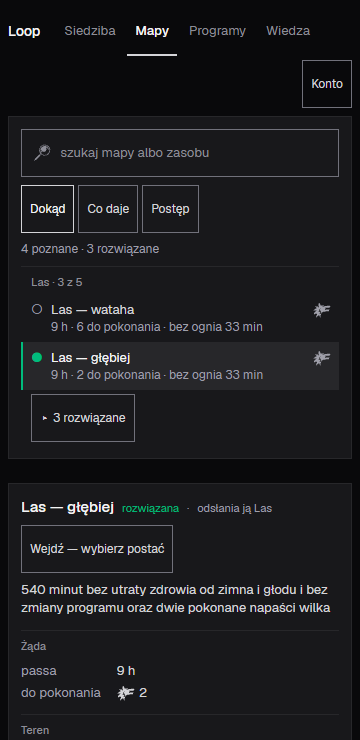 Loop Siedziba Mapy Programy Wiedza
Konto
szukaj mapy albo zasobu
Dokąd Co daje Postęp
4 poznane · 3 rozwiązane
Las · 3 z 5
Las — wataha
9 h · 6 do pokonania · bez ognia 33 min
Las — głębiej
9 h · 2 do pokonania · bez ognia 33 min
▸ 3 rozwiązane
Las — głębiej rozwiązana · odsłania ją Las
Wejdź — wybierz postać
540 minut bez utraty zdrowia od zimna i głodu i bez
zmiany programu oraz dwie pokonane napaści wilka
Żąda
passa 9 h
do pokonania 2
Teren